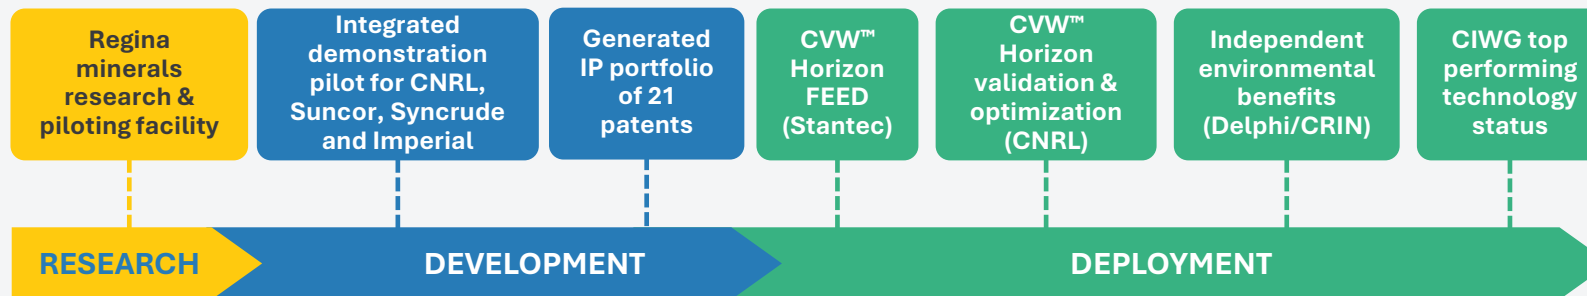 Regina
minerals
research &
piloting facility
Integrated
demonstration
pilot for CNRL,
Suncor, Syncrude
and Imperial
Generated
IP portfolio
of 21
patents
CVW™
Horizon
FEED
(Stantec)
CVW™
Horizon
validation &
optimization
(CNRL)
Independent
environmental
benefits
(Delphi/CRIN)
CIWG top
performing
technology
status
RESEARCH
DEVELOPMENT
DEPLOYMENT